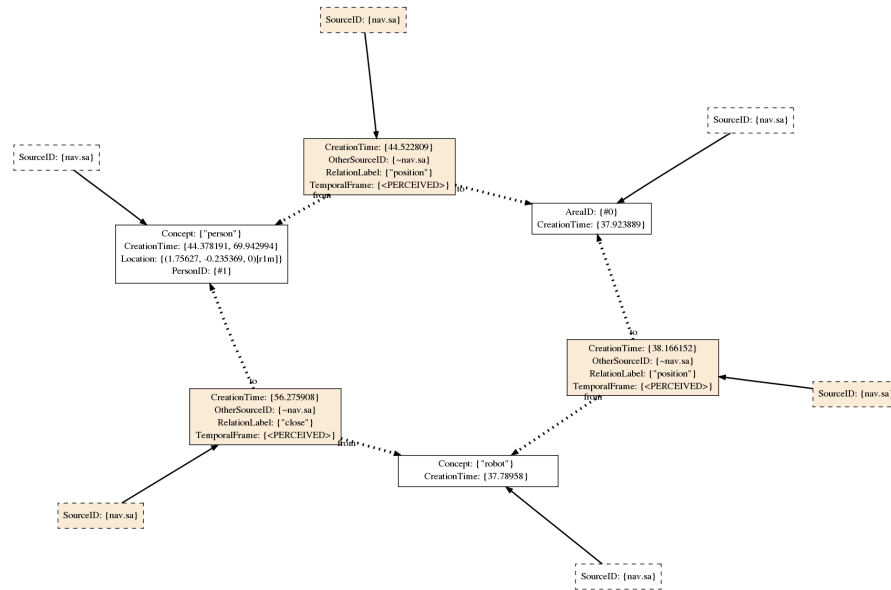 SourceID: {nav.sa}
SourceID: {nav.sa}
SourceID: {nav.sa}
CreationTime: {44.522809}
OtherSourceID: {~nav.sa}
RelationLabel: {"position"}
TemporalFrame: {<PERCEIVED>}
from
to
AreaID: {#0}
CreationTime: {37.923889}
Concept: {"person"}
CreationTime: {44.378191, 69.942994}
Location: {(1.75627, -0.235369, 0)[r1m]}
PersonID: {#1}
to
CreationTime: {38.166152}
OtherSourceID: {~nav.sa}
RelationLabel: {"position"}
TemporalFrame: {<PERCEIVED>}
from
SourceID: {nav.sa}
to
CreationTime: {56.275908}
OtherSourceID: {~nav.sa}
RelationLabel: {"close"}
TemporalFrame: {<PERCEIVED>}
from
Concept: {"robot"}
CreationTime: {37.78958}
SourceID: {nav.sa}
SourceID: {nav.sa}